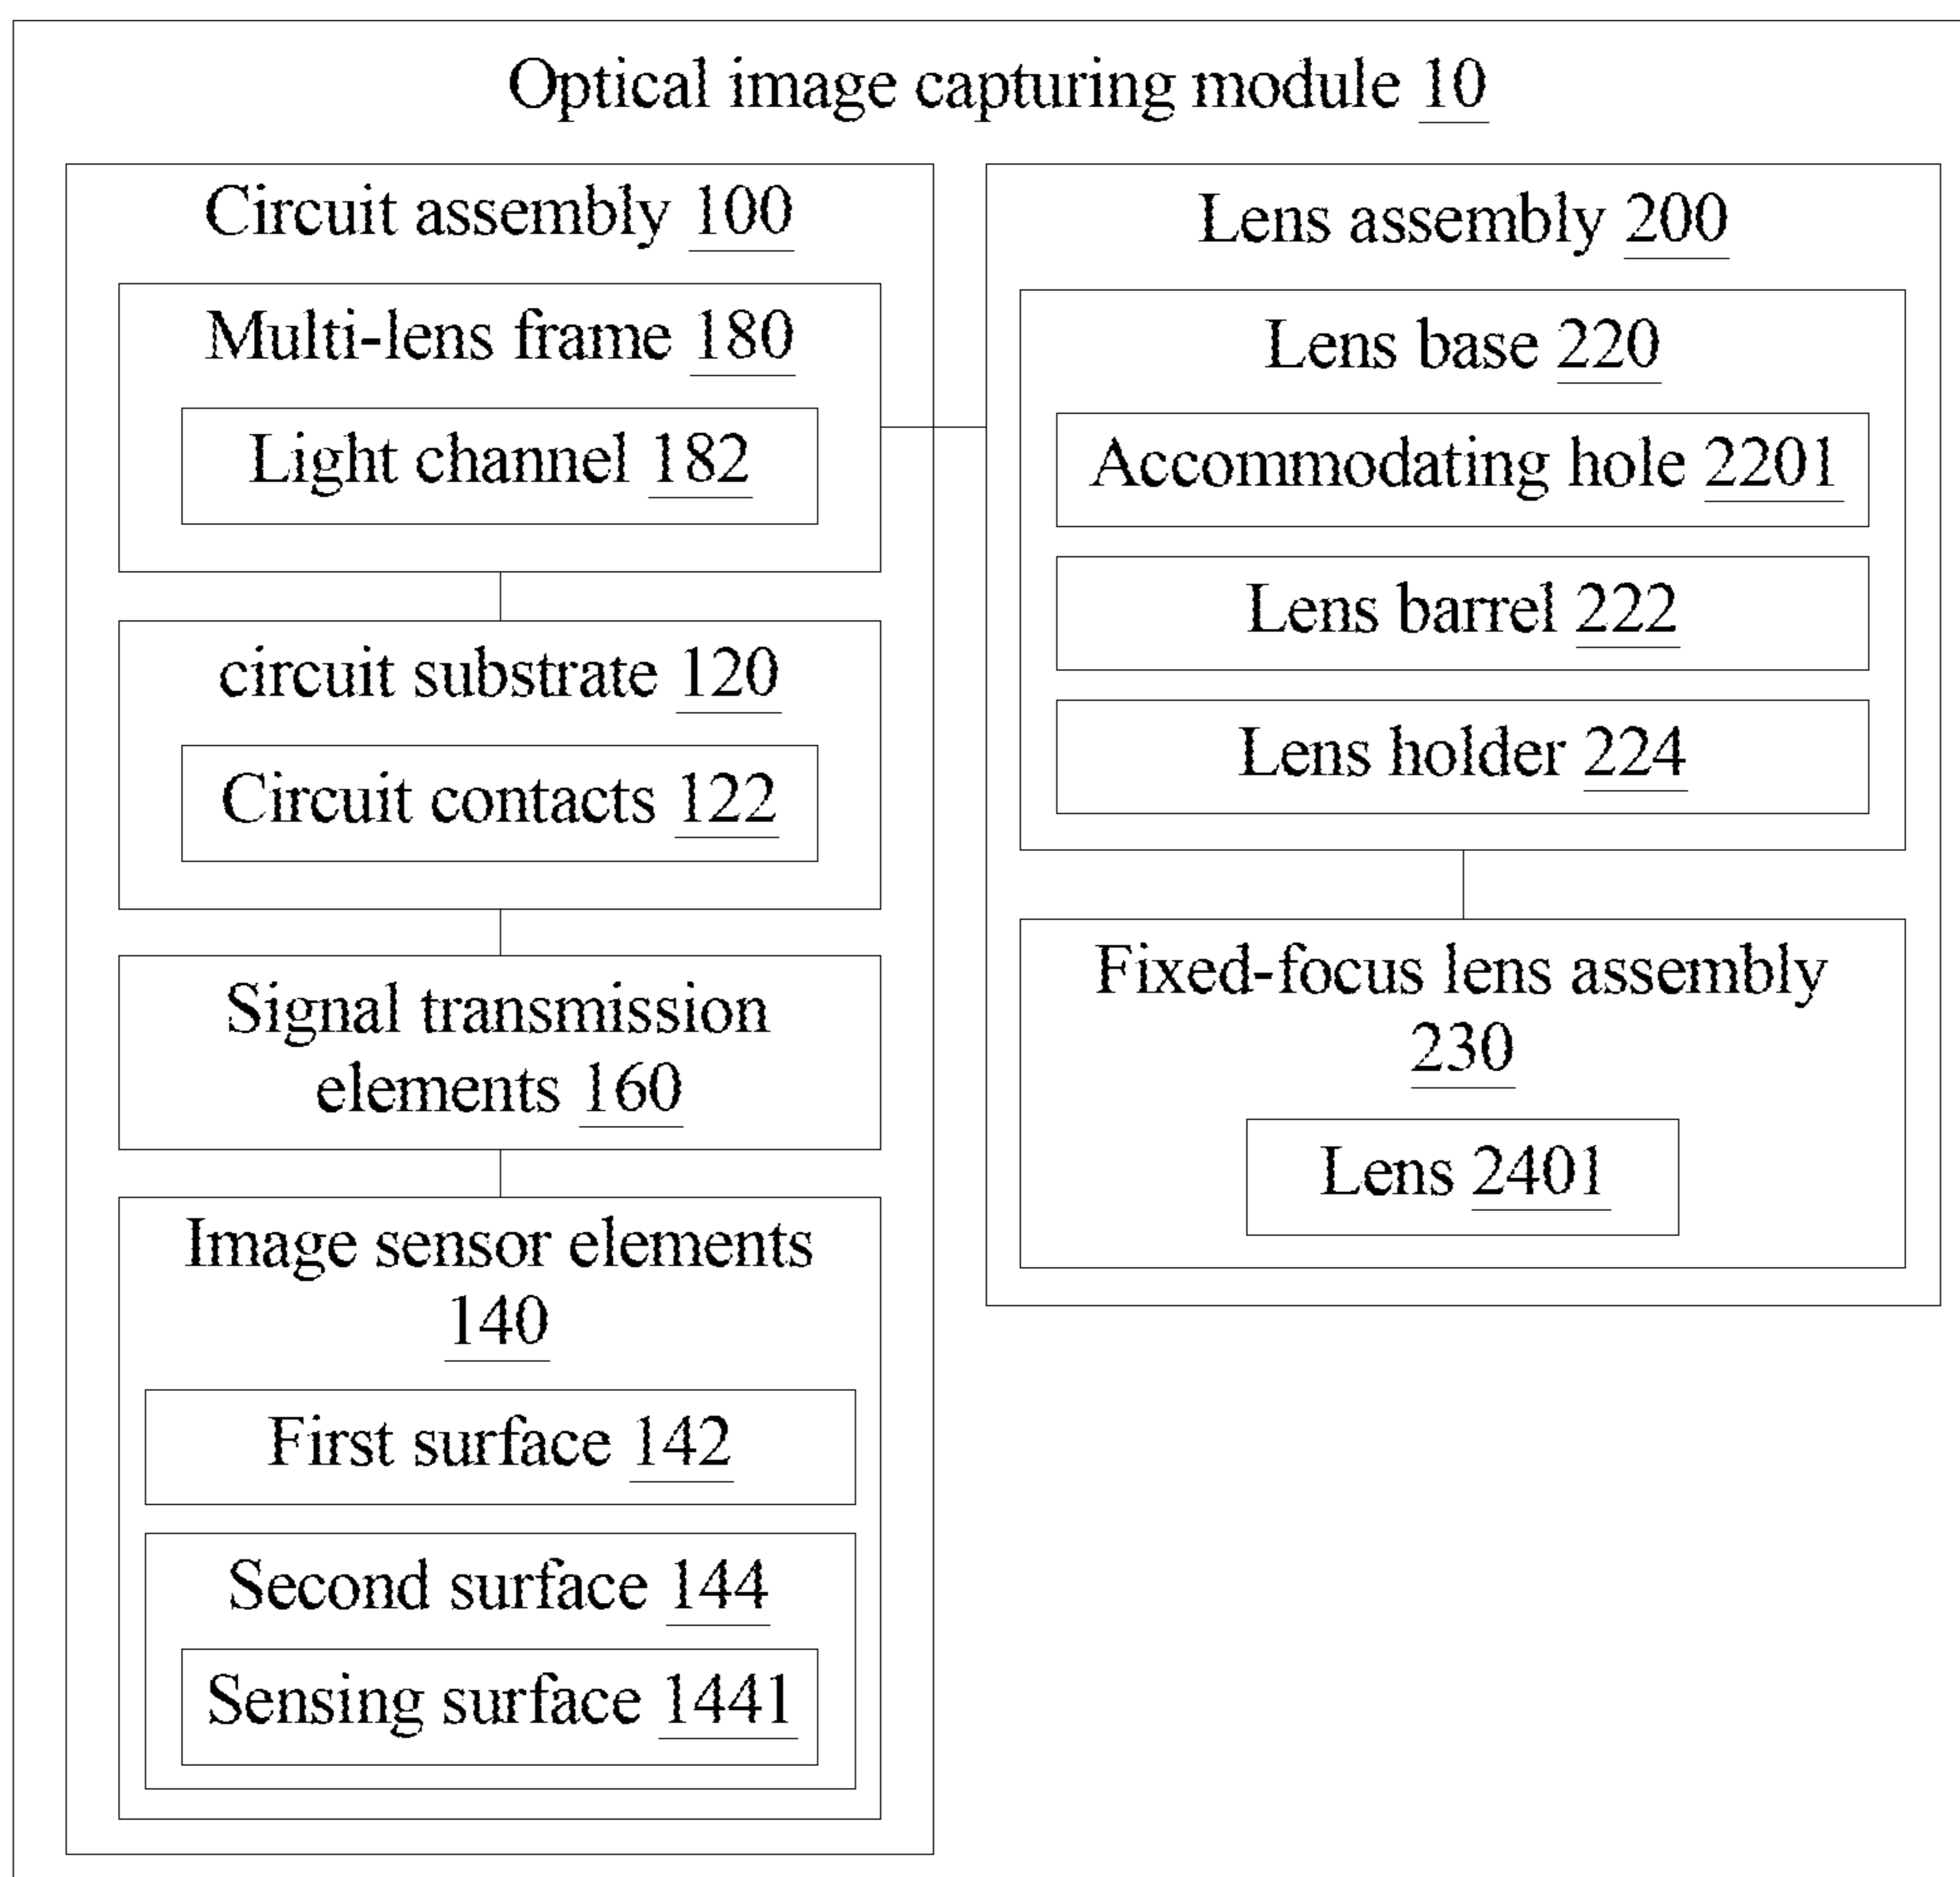 Optical image capturing module 10
Circuit assembly 100
Multi-lens frame 180
Light channel 182
circuit substrate 120
Circuit contacts 122
Signal transmission
elements 160
Image sensor elements
140
First surface 142
Second surface 144
Sensing surface 1441
Lens assembly 200
Lens base 220
Accommodating hole 2201
Lens barrel 222
Lens holder 224
Fixed-focus lens assembly
230
Lens 2401